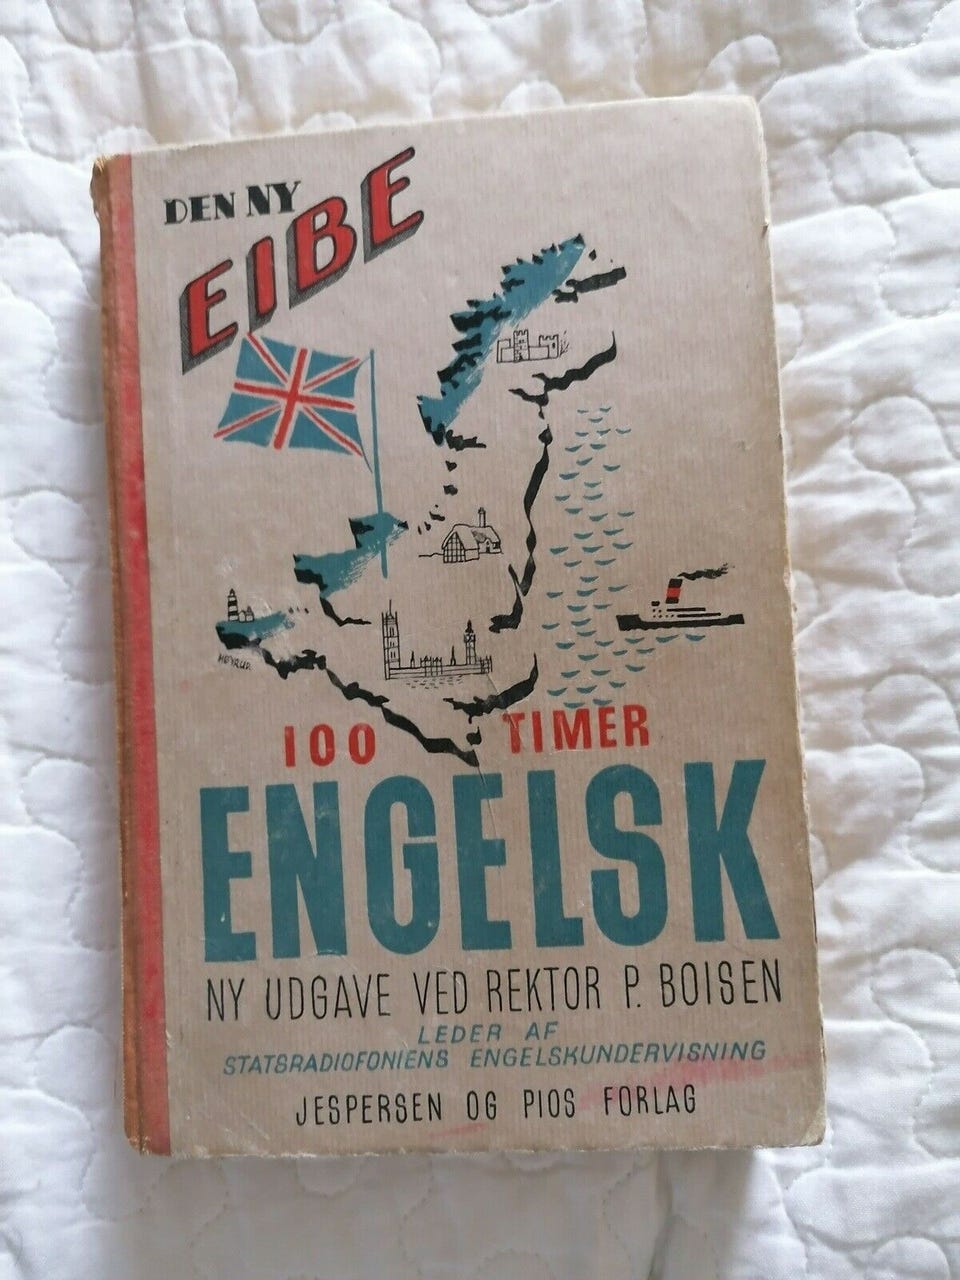 DEN NY
EIBE
HØYRUP.
100 TIMER
ENGELSK
NY UDGAVE VED REKTOR P. BOISEN
LEDER AF
STATSRADIOFONIENS ENGELSKUNDERVISNING
JESPERSEN OG PIOS FORLAG